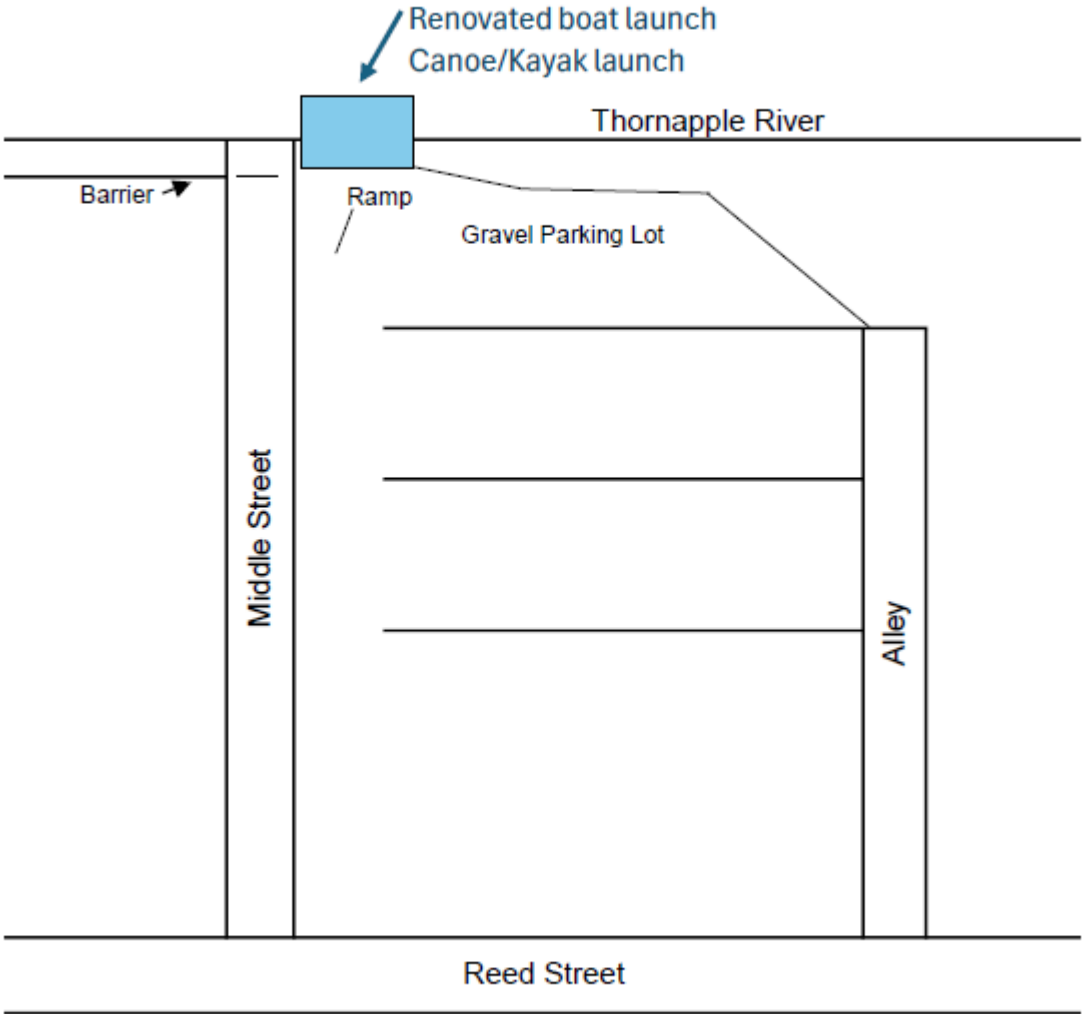 Renovated boat launch
Canoe/Kayak launch
Thornapple River
Barrier
Ramp
Gravel Parking Lot
Middle Street
Alley
Reed Street